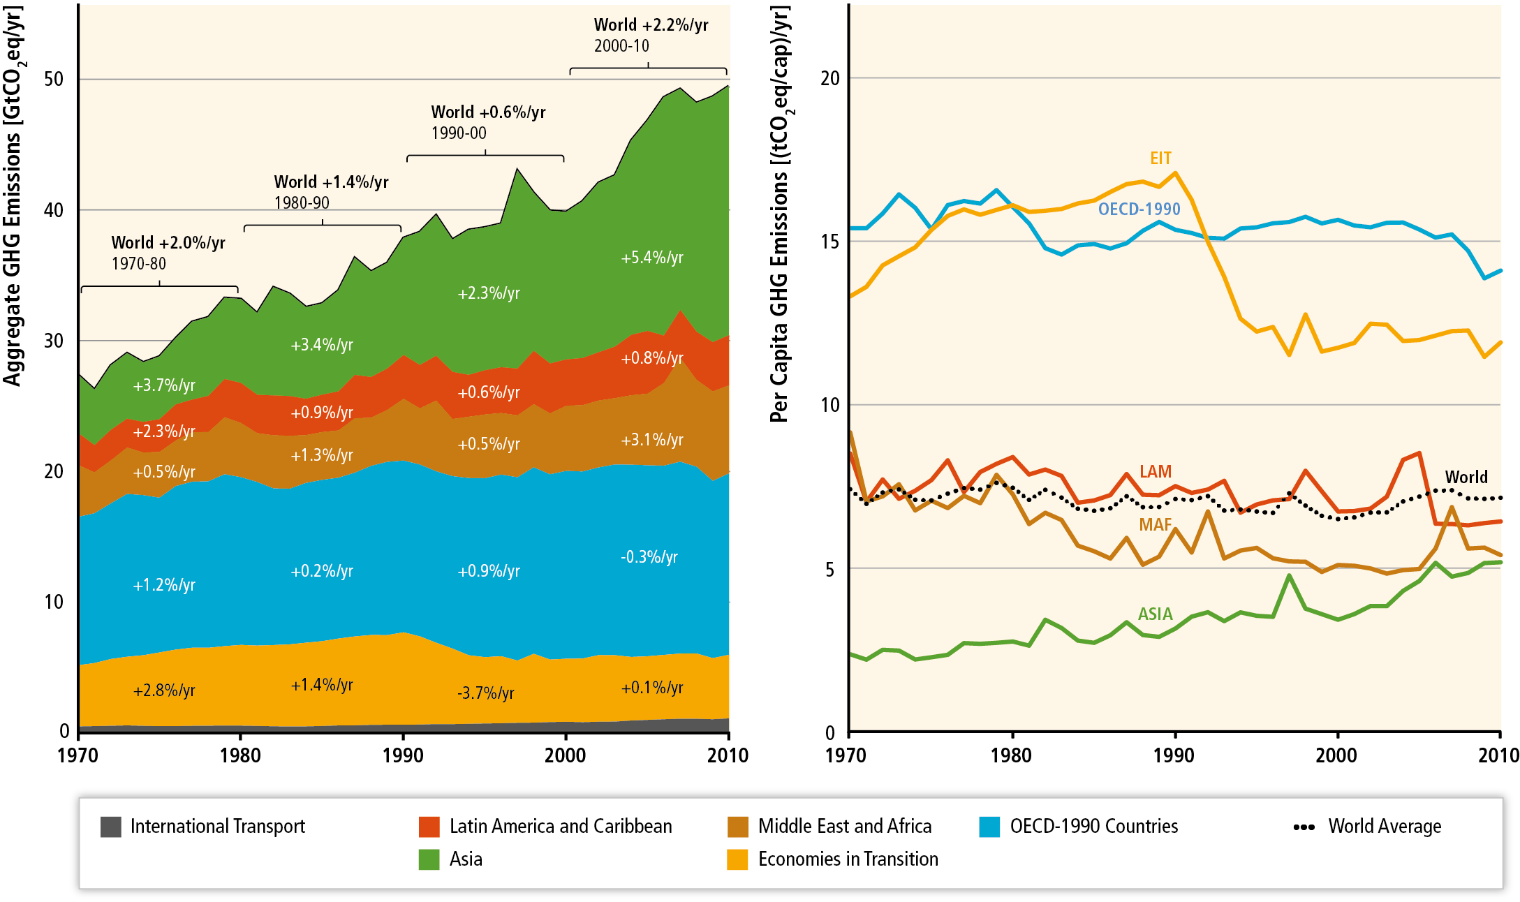 Aggregate GHG Emissions [GtCO2eq/yr]
50
40
30
20
10
0
World +2.0%/yr
1970-80
World +1.4%/yr
1980-90
World +0.6%/yr
1990-00
World +2.2%/yr
2000-10
+3.7%/yr
+3.4%/yr
+2.3%/yr
+5.4%/yr
+2.3%/yr
+0.9%/yr
+0.6%/yr
+0.8%/yr
+0.5%/yr
+1.3%/yr
+0.5%/yr
+3.1%/yr
+1.2%/yr
+0.2%/yr
+0.9%/yr
-0.3%/yr
+2.8%/yr
+1.4%/yr
-3.7%/yr
+0.1%/yr
1970
1980
1990
2000
2010
Per Capita GHG Emissions [(tCO2eq/cap)/yr]
20
15
10
5
0
EIT
OECD-1990
LAM
World
MAF
ASIA
1970
1980
1990
2000
2010
International Transport
Latin America and Caribbean
Middle East and Africa
OECD-1990 Countries
World Average
Asia
Economies in Transition